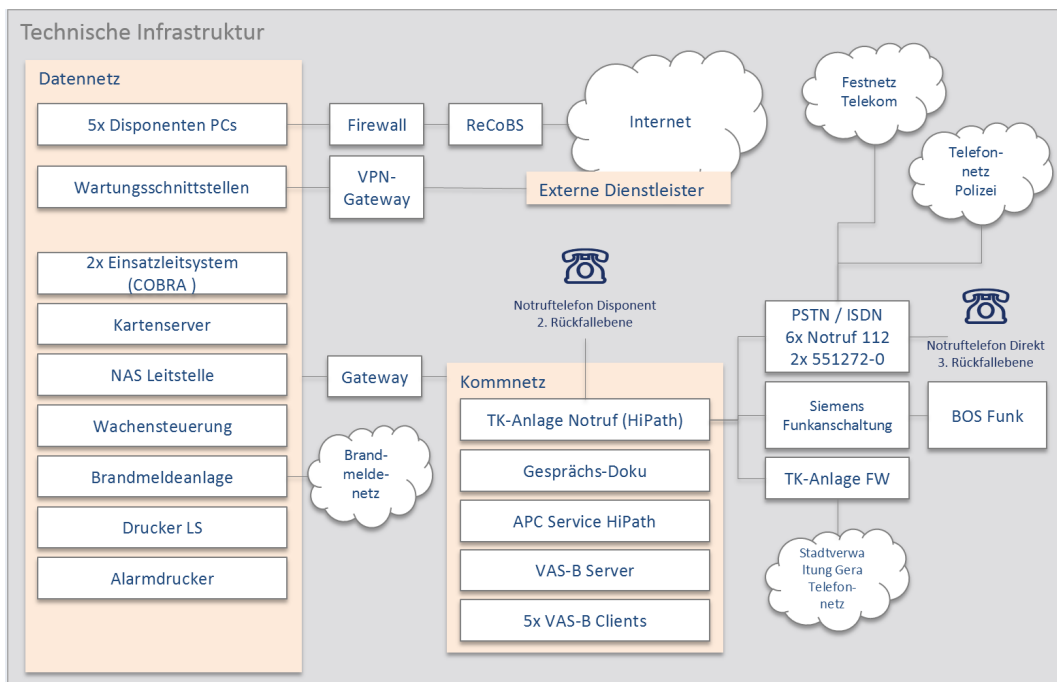 Technische Infrastruktur
Datennetz
5x Disponenten PCs
Wartungsschnittstellen
2x Einsatzleitsystem
(COBRA )
Kartenserver
NAS Leitstelle
Wachensteuerung
Brandmeldeanlage
Drucker LS
Alarmdrucker
Firewall
ReCoBS
Internet
VPN-
Gateway
Externe Dienstleister
Gateway
Brand-
melde-
netz
Notruftelefon Disponent
2. Rückfallebene
Kommnetz
TK-Anlage Notruf (HiPath)
Gesprächs-Doku
APC Service HiPath
VAS-B Server
5x VAS-B Clients
Festnetz
Telekom
Telefon-
netz
Polizei
PSTN / ISDN
6x Notruf 112
2x 551272-0
Notruftelefon Direkt
3. Rückfallebene
Siemens
Funkanschaltung
BOS Funk
TK-Anlage FW
Stadtverwa
ltung Gera
Telefon-
netz